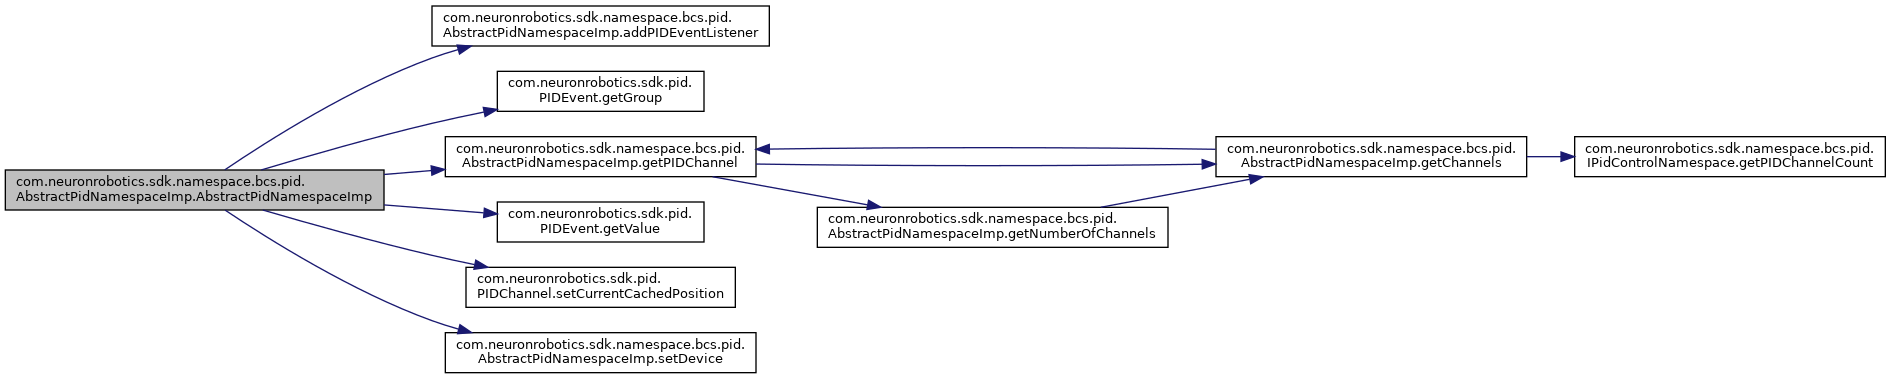 com.neuronrobotics.sdk.namespace.bcs.pid.
AbstractPidNamespaceImp.AbstractPidNamespaceImp
com.neuronrobotics.sdk.namespace.bcs.pid.
AbstractPidNamespaceImp.addPIDEventListener
com.neuronrobotics.sdk.pid.
PIDEvent.getGroup
com.neuronrobotics.sdk.namespace.bcs.pid.
AbstractPidNamespaceImp.getPIDChannel
com.neuronrobotics.sdk.pid.
PIDEvent.getValue
com.neuronrobotics.sdk.pid.
PIDChannel.setCurrentCachedPosition
com.neuronrobotics.sdk.namespace.bcs.pid.
AbstractPidNamespaceImp.setDevice
com.neuronrobotics.sdk.namespace.bcs.pid.
AbstractPidNamespaceImp.getNumberOfChannels
com.neuronrobotics.sdk.namespace.bcs.pid.
AbstractPidNamespaceImp.getChannels
com.neuronrobotics.sdk.namespace.bcs.pid.
IPidControlNamespace.getPIDChannelCount